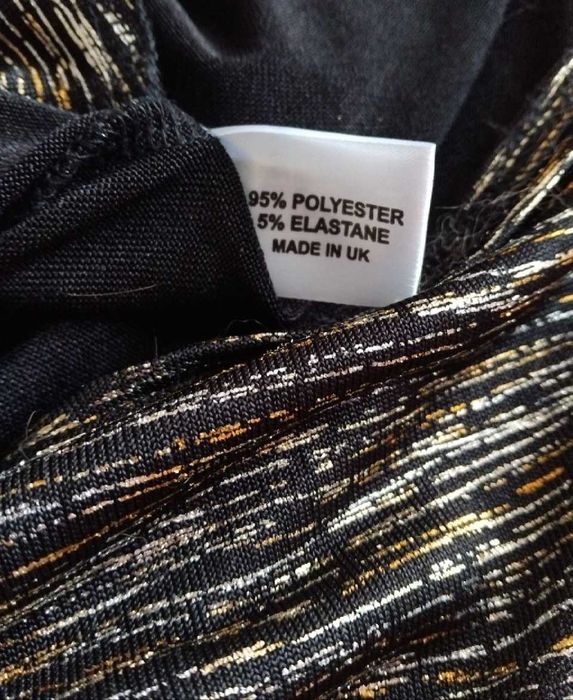 95% POLYESTER
5% ELASTANE
MADE IN UK